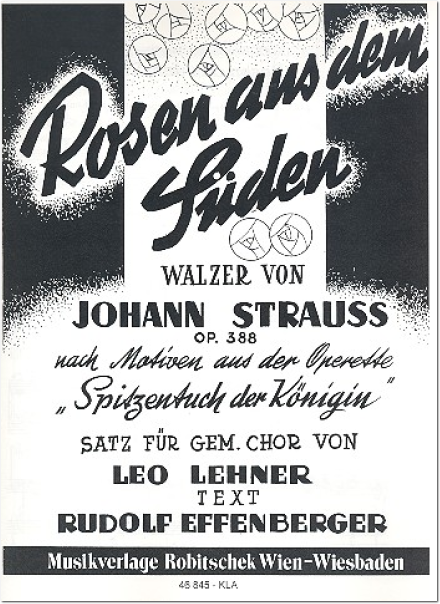 Rosen aus dem
Süden
WALZER VON
JOHANN STRAUSS
OP. 388
nach Motiven aus der Operette
„Spitzentuch der Königin"
SATZ FÜR GEM. CHOR VON
LEO LEHNER
TEXT
RUDOLF EFFENBERGER
Musikverlage Robitschek Wien-Wiesbaden
46 845 - KLA